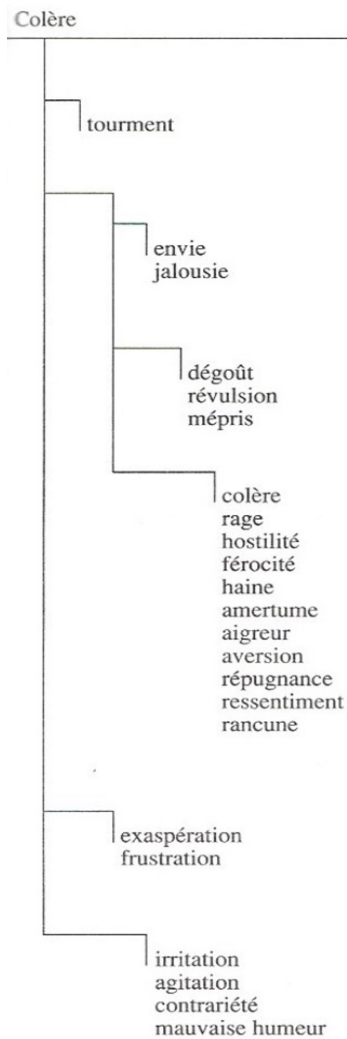 Colère
tourment
envie
jalousie
dégoût
révulsion
mépris
colère
rage
hostilité
férocité
haine
amertume
aigreur
aversion
répugnance
ressentiment
rancune
exaspération
frustration
irritation
agitation
contrariété
mauvaise humeur